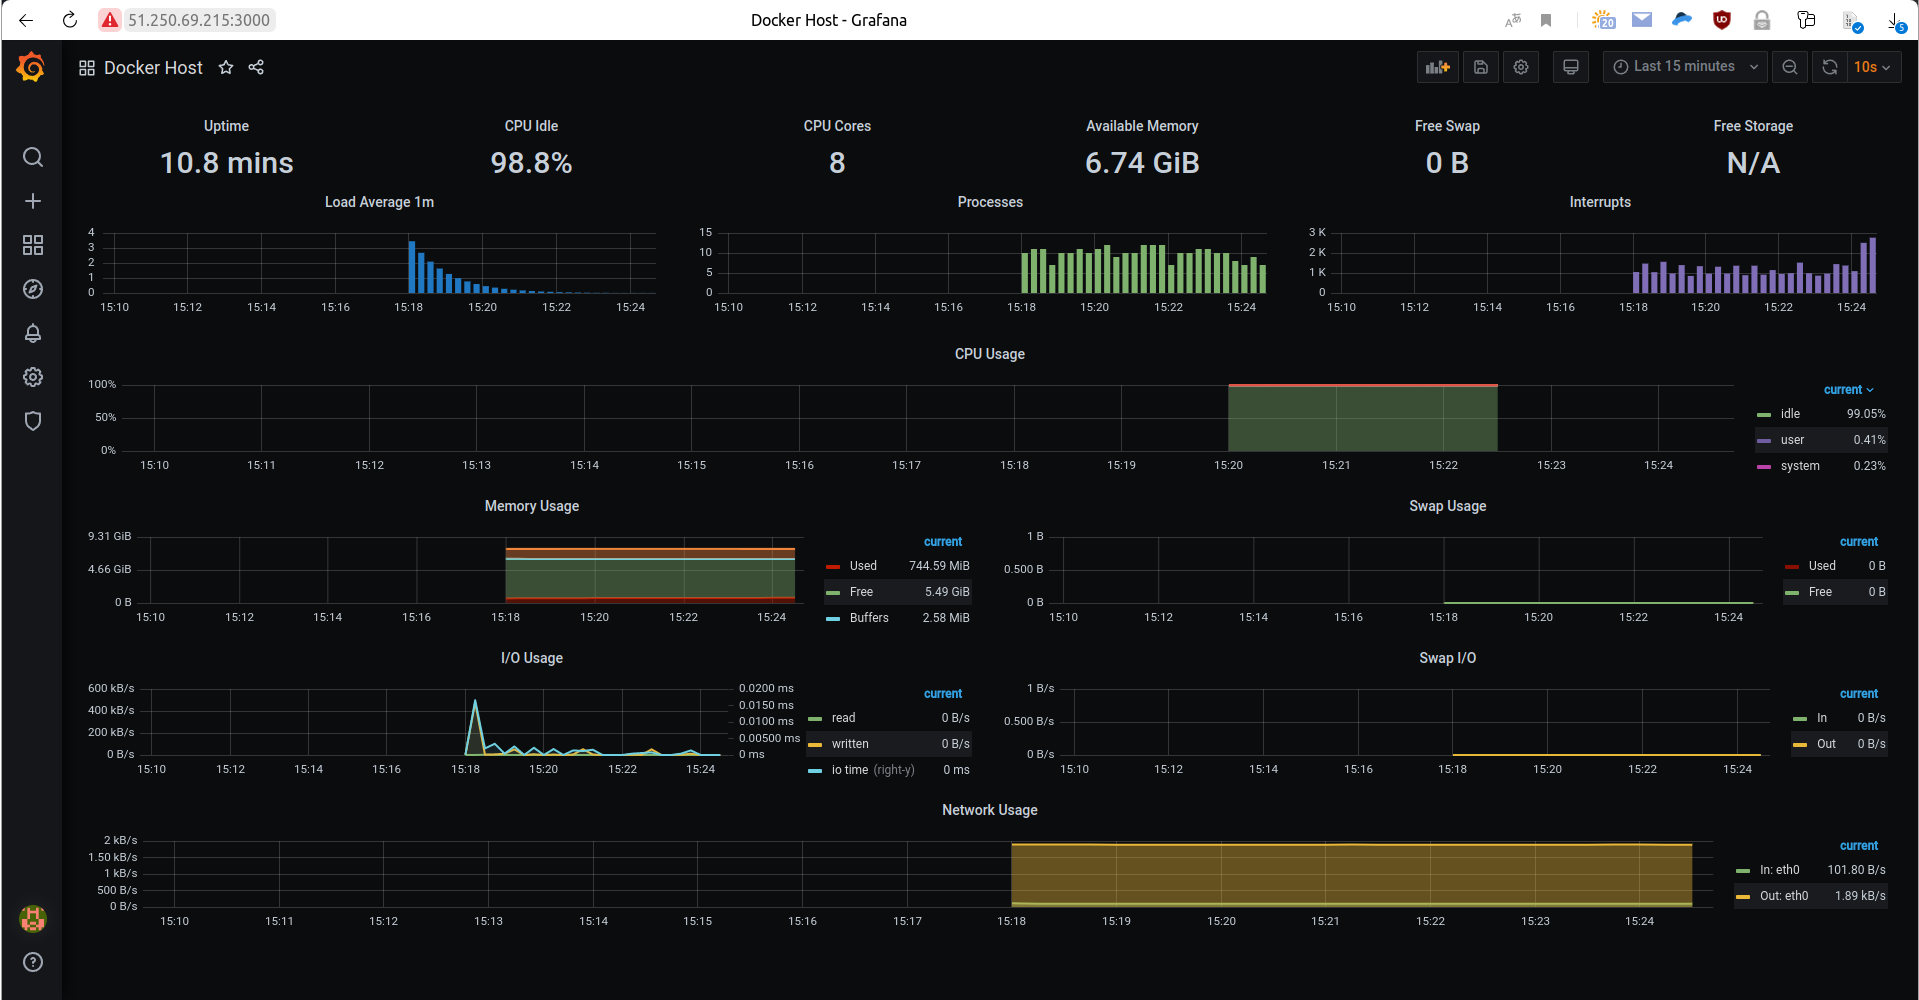 51.250.69.215:3000
Docker Host - Grafana
20
5
Docker Host
Last 15 minutes
10s
Uptime
10.8 mins
CPU Idle
98.8%
CPU Cores
8
Available Memory
6.74 GiB
Free Swap
0 B
Free Storage
N/A
Load Average 1m
4
3
2
1
0
15:10 15:12 15:14 15:16 15:18 15:20 15:22 15:24
Processes
15
10
5
0
15:10 15:12 15:14 15:16 15:18 15:20 15:22 15:24
Interrupts
3 K
2 K
1 K
0
15:10 15:12 15:14 15:16 15:18 15:20 15:22 15:24
CPU Usage
100%
50%
0%
15:10 15:11 15:12 15:13 15:14 15:15 15:16 15:17 15:18 15:19 15:20 15:21 15:22 15:23 15:24
current
idle 99.05%
user 0.41%
system 0.23%
Memory Usage
9.31 GiB
4.66 GiB
0 B
15:10 15:12 15:14 15:16 15:18 15:20 15:22 15:24
current
Used 744.59 MiB
Free 5.49 GiB
Buffers 2.58 MiB
Swap Usage
1 B
0.500 B
0 B
15:10 15:12 15:14 15:16 15:18 15:20 15:22 15:24
current
Used 0 B
Free 0 B
I/O Usage
600 kB/s
400 kB/s
200 kB/s
0 B/s
0.0200 ms
0.0150 ms
0.0100 ms
0.00500 ms
0 ms
15:10 15:12 15:14 15:16 15:18 15:20 15:22 15:24
current
read 0 B/s
written 0 B/s
io time (right-y) 0 ms
Swap I/O
1 B/s
0.500 B/s
0 B/s
15:10 15:12 15:14 15:16 15:18 15:20 15:22 15:24
current
In 0 B/s
Out 0 B/s
Network Usage
2 kB/s
1.50 kB/s
1 kB/s
500 B/s
0 B/s
15:10 15:11 15:12 15:13 15:14 15:15 15:16 15:17 15:18 15:19 15:20 15:21 15:22 15:23 15:24
current
In: eth0 101.80 B/s
Out: eth0 1.89 kB/s